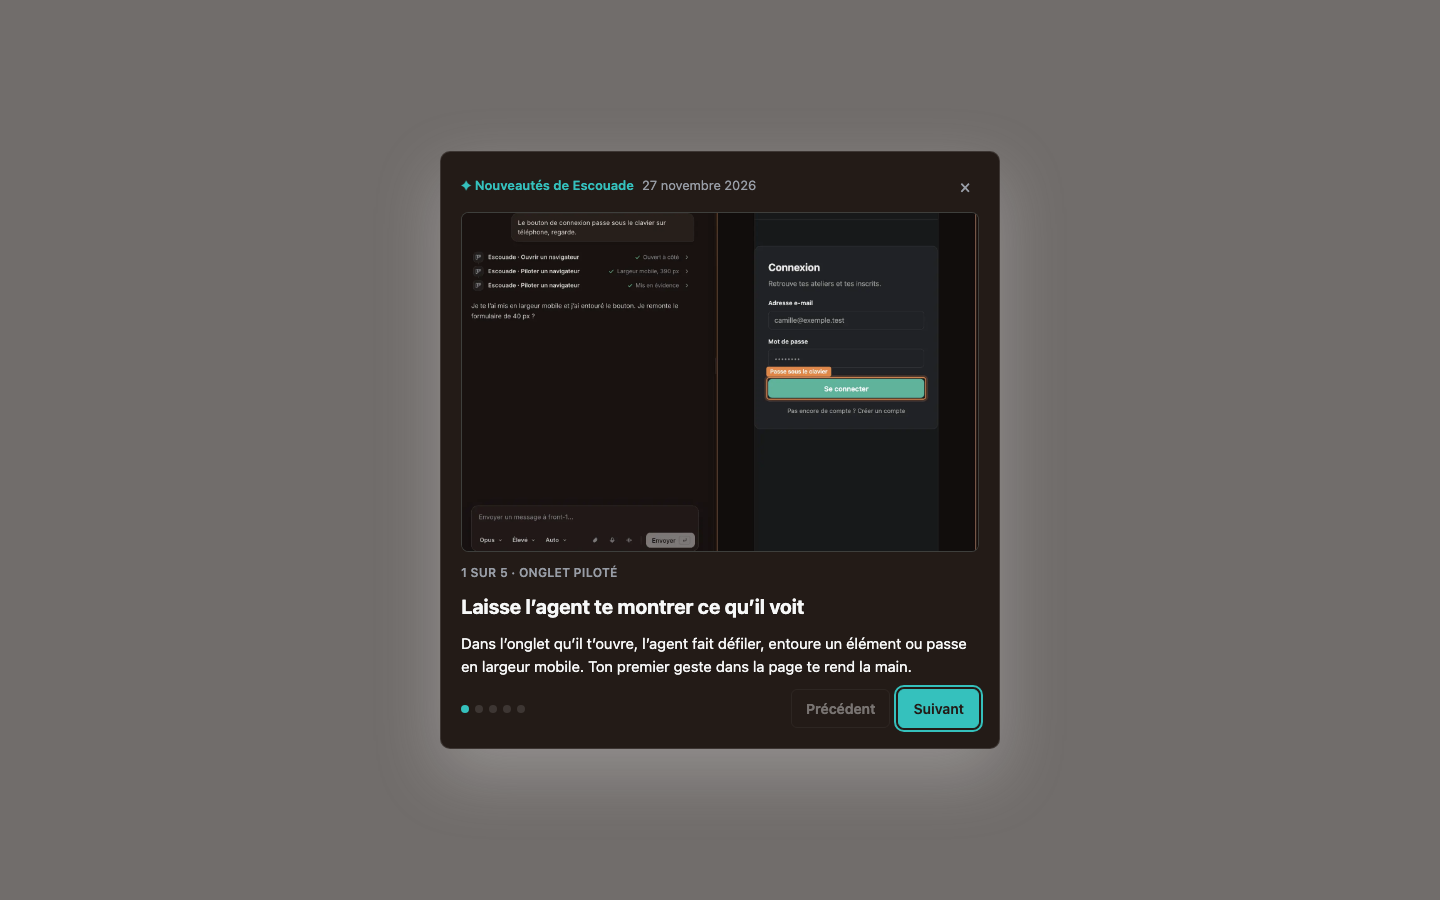 ✦ Nouveautés de Escouade 27 novembre 2026
×
Le bouton de connexion passe sous le clavier sur
téléphone, regarde.
Escouade · Ouvrir un navigateur ✓ Ouvert à côté ›
Escouade · Piloter un navigateur ✓ Largeur mobile, 390 px ›
Escouade · Piloter un navigateur ✓ Mis en évidence ›
Je te l'ai mis en largeur mobile et j'ai entouré le bouton. Je remonte le
formulaire de 40 px ?
Envoyer un message à front-1…
Opus Élevé Auto Envoyer
Connexion
Retrouve tes ateliers et tes inscrits.
Adresse e-mail
camille@exemple.test
Mot de passe
••••••••
Passe sous le clavier
Se connecter
Pas encore de compte ? Créer un compte
1 SUR 5 · ONGLET PILOTÉ
Laisse l’agent te montrer ce qu’il voit
Dans l’onglet qu’il t’ouvre, l’agent fait défiler, entoure un élément ou passe
en largeur mobile. Ton premier geste dans la page te rend la main.
Précédent Suivant